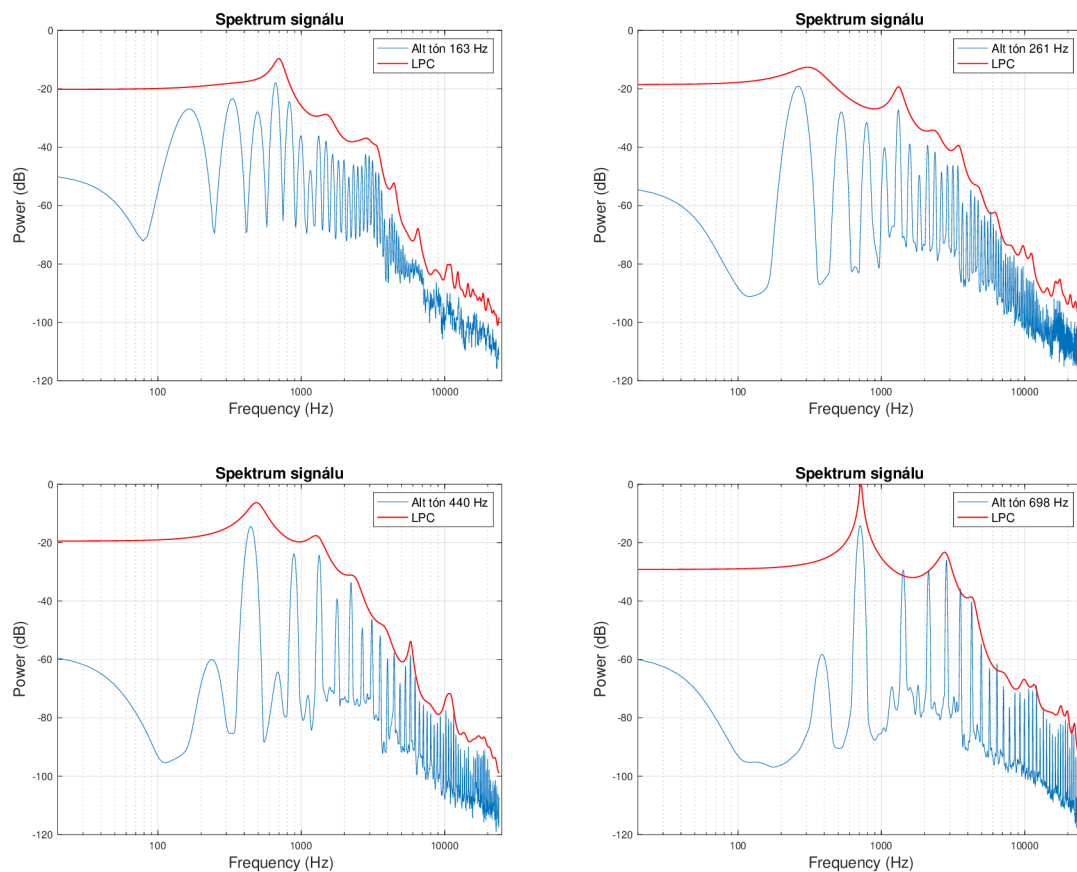 Spektrum signálu
0
-20
-40
-60
-80
-100
-120
Power (dB)
Alt tón 163 Hz
LPC
100
1000
10000
Frequency (Hz)
Spektrum signálu
0
-20
-40
-60
-80
-100
-120
Power (dB)
Alt tón 261 Hz
LPC
100
1000
10000
Frequency (Hz)
Spektrum signálu
0
-20
-40
-60
-80
-100
-120
Power (dB)
Alt tón 440 Hz
LPC
100
1000
10000
Frequency (Hz)
Spektrum signálu
0
-20
-40
-60
-80
-100
-120
Power (dB)
Alt tón 698 Hz
LPC
100
1000
10000
Frequency (Hz)